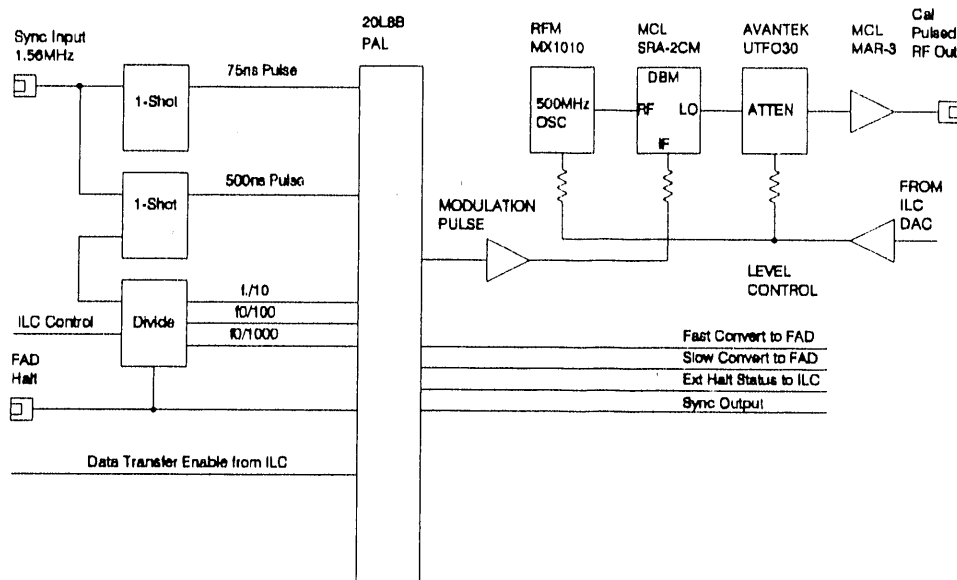 Sync Input
1.56MHz
1-Shot
75ns Pulse
1-Shot
500ns Pulse
Divide
f./10
f0/100
f0/1000
ILC Control
FAD
Halt
Data Transfer Enable from ILC
20L8B
PAL
MODULATION
PULSE
RFM
MX1010
500MHz
OSC
MCL
SRA-2CM
DBM
RF LO
IF
AVANTEK
UTFO30
ATTEN
MCL
MAR-3
Cal
Pulsed
RF Out
FROM
ILC
DAC
LEVEL
CONTROL
Fast Convert to FAD
Slow Convert to FAD
Ext Halt Status to ILC
Sync Output